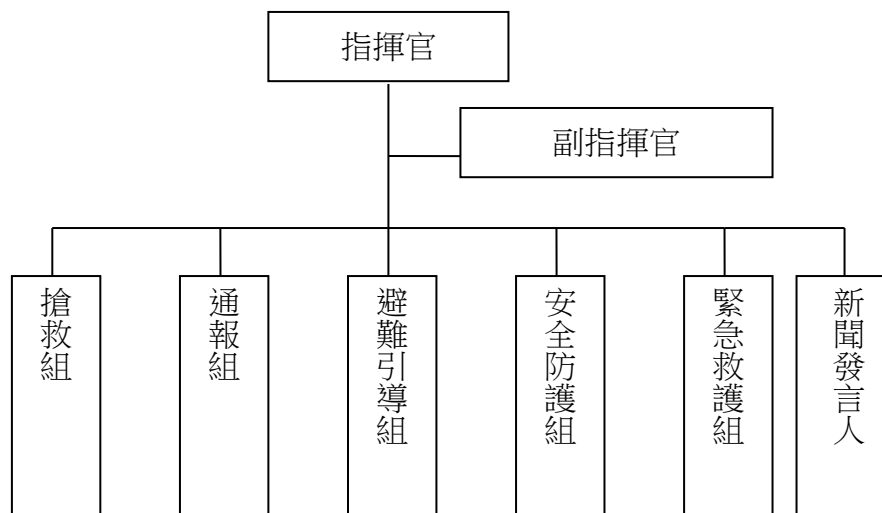 指揮官
副指揮官
搶救組
通報組
避難引導組
安全防護組
緊急救護組
新聞發言人